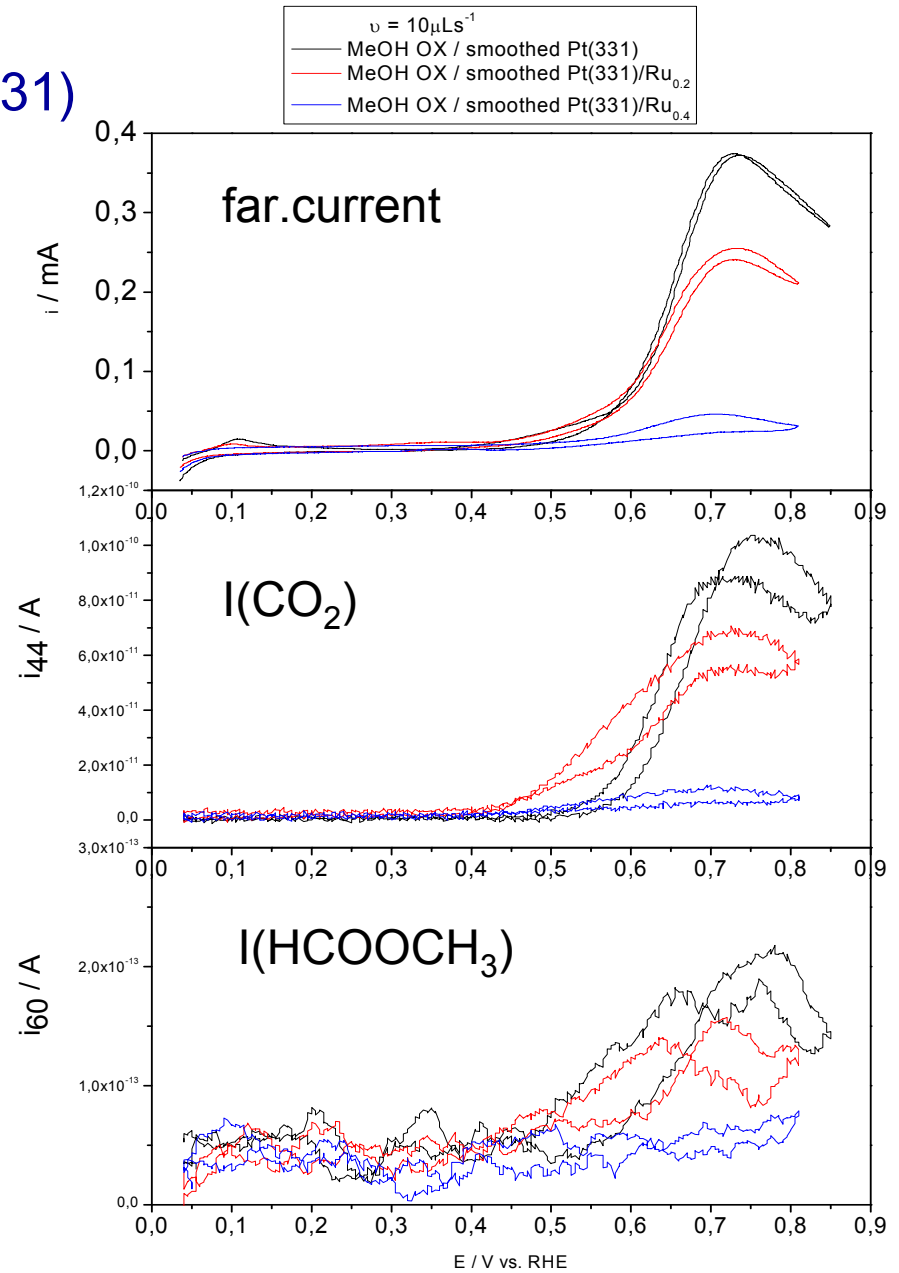 υ = 10μLs⁻¹
MeOH OX / smoothed Pt(331)
MeOH OX / smoothed Pt(331)/Ru₀.₂
MeOH OX / smoothed Pt(331)/Ru₀.₄
31)
far.current
i / mA
0,4
0,3
0,2
0,1
0,0
0,0 0,1 0,2 0,3 0,4 0,5 0,6 0,7 0,8 0,9
I(CO₂)
i₄₄ / A
1,2x10⁻¹⁰
1,0x10⁻¹⁰
8,0x10⁻¹¹
6,0x10⁻¹¹
4,0x10⁻¹¹
2,0x10⁻¹¹
0,0
0,0 0,1 0,2 0,3 0,4 0,5 0,6 0,7 0,8 0,9
I(HCOOCH₃)
i₆₀ / A
3,0x10⁻¹³
2,0x10⁻¹³
1,0x10⁻¹³
0,0
0,0 0,1 0,2 0,3 0,4 0,5 0,6 0,7 0,8 0,9
E / V vs. RHE